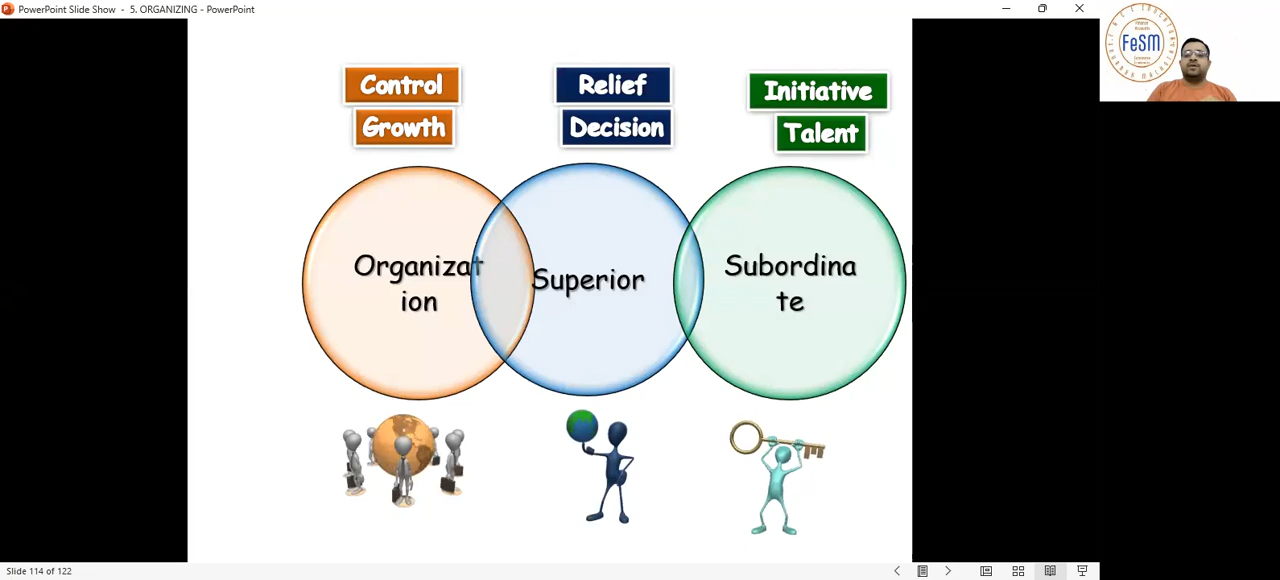 PowerPoint Slide Show - 5. ORGANIZING - PowerPoint
Control
Growth
Relief
Decision
Initiative
Talent
Organizat
ion
Superior
Subordina
te
FeSM
Slide 114 of 122